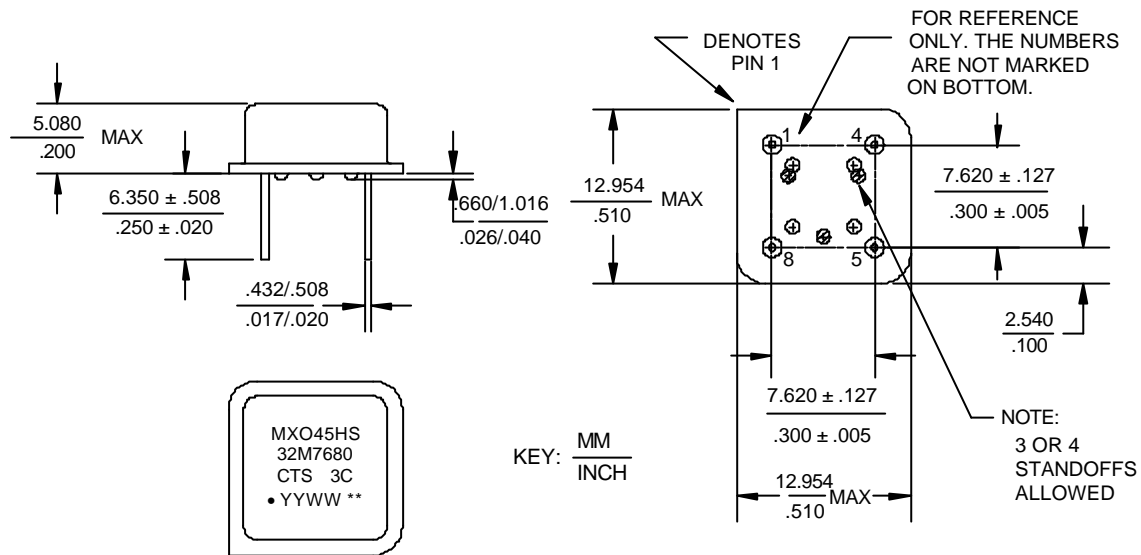 DENOTES
PIN 1
FOR REFERENCE
ONLY. THE NUMBERS
ARE NOT MARKED
ON BOTTOM.
5.080
.200
MAX
6.350 ± .508
.250 ± .020
.660/1.016
.026/.040
.432/.508
.017/.020
12.954
.510
MAX
1
4
8
5
7.620 ± .127
.300 ± .005
2.540
.100
7.620 ± .127
.300 ± .005
12.954
.510
MAX
NOTE:
3 OR 4
STANDOFFS
ALLOWED
MXO45HS
32M7680
CTS 3C
• YYWW **
KEY: MM
INCH